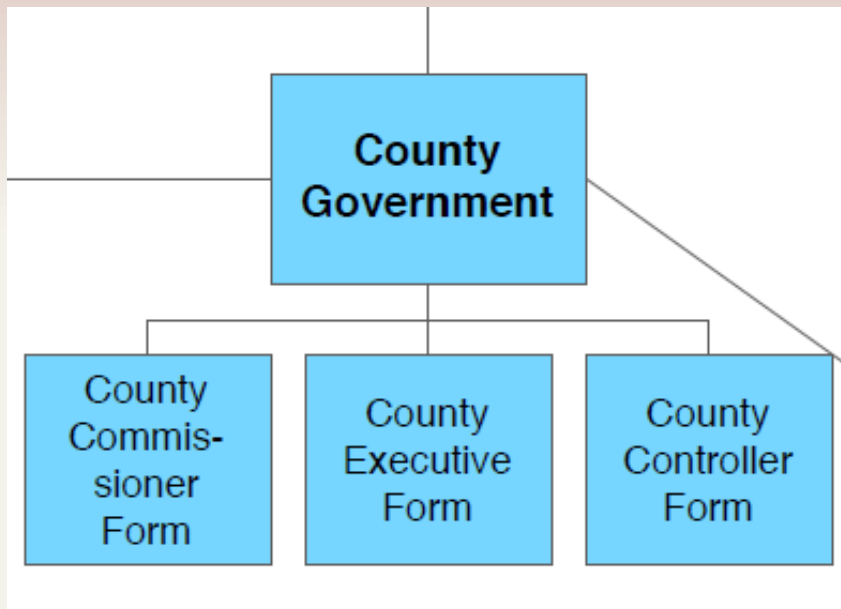 County
Government
County
Commis-
sioner
Form
County
Executive
Form
County
Controller
Form